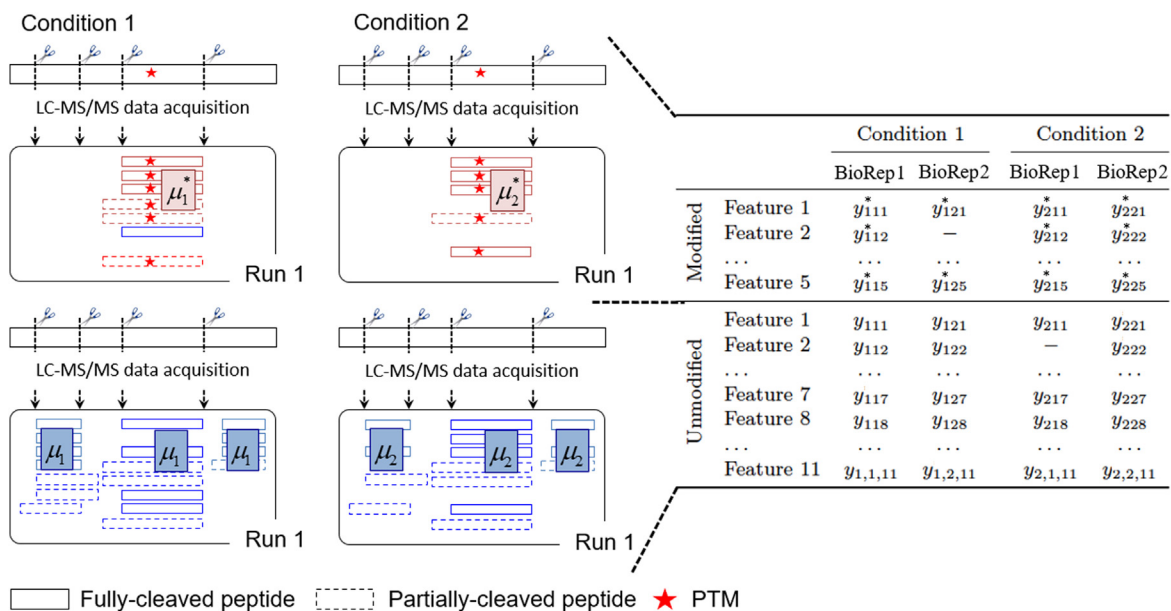 Condition 1
Condition 2
LC-MS/MS data acquisition
LC-MS/MS data acquisition
μ*1
μ*2
Run 1
Run 1
LC-MS/MS data acquisition
LC-MS/MS data acquisition
μ1
μ1
μ1
μ2
μ2
μ2
Run 1
Run 1
Condition 1 Condition 2
BioRep1 BioRep2 BioRep1 BioRep2
Modified
Feature 1 y*111 y*121 y*211 y*221
Feature 2 y*112 – y*212 y*222
... ... ... ... ...
Feature 5 y*115 y*125 y*215 y*225
Unmodified
Feature 1 y111 y121 y211 y221
Feature 2 y112 y122 – y222
... ... ... ... ...
Feature 7 y117 y127 y217 y227
Feature 8 y118 y128 y218 y228
... ... ... ... ...
Feature 11 y1,1,11 y1,2,11 y2,1,11 y2,2,11
Fully-cleaved peptide Partially-cleaved peptide PTM